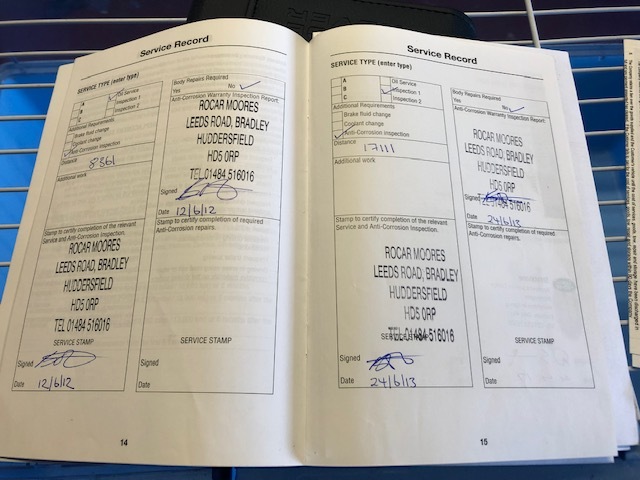 Service Record
SERVICE TYPE (enter type)
A
B
C
✓ Oil Service
Inspection 1
Inspection 2
Additional Requirements
Brake fluid change
Coolant change
✓ Anti-Corrosion Inspection
Distance
8361
Additional work
Body Repairs Required
Yes No ✓
Anti-Corrosion Warranty Inspection Report
ROCAR MOORES
LEEDS ROAD, BRADLEY
HUDDERSFIELD
HD5 0RP
TEL 01484 516016
Signed
Date 12/6/12
Stamp to certify completion of the relevant
Service and Anti-Corrosion Inspection.
ROCAR MOORES
LEEDS ROAD, BRADLEY
HUDDERSFIELD
HD5 0RP
TEL 01484 516016
SERVICE STAMP
Signed
Date 12/6/12
Stamp to certify completion of required
Anti-Corrosion repairs.
SERVICE STAMP
Signed
Date
14
Service Record
SERVICE TYPE (enter type)
A
B
C
Oil Service
✓ Inspection 1
Inspection 2
Additional Requirements
Brake fluid change
Coolant change
✓ Anti-Corrosion Inspection
Distance
17111
Additional work
Body Repairs Required
Yes No ✓
Anti-Corrosion Warranty Inspection Report
ROCAR MOORES
LEEDS ROAD, BRADLEY
HUDDERSFIELD
HD5 0RP
TEL 01484 516016
Signed
Date 24/6/13
Stamp to certify completion of the relevant
Service and Anti-Corrosion Inspection.
ROCAR MOORES
LEEDS ROAD, BRADLEY
HUDDERSFIELD
HD5 0RP
TEL 01484 516016
SERVICE STAMP
Signed
Date 24/6/13
Stamp to certify completion of required
Anti-Corrosion repairs.
SERVICE STAMP
Signed
Date
15